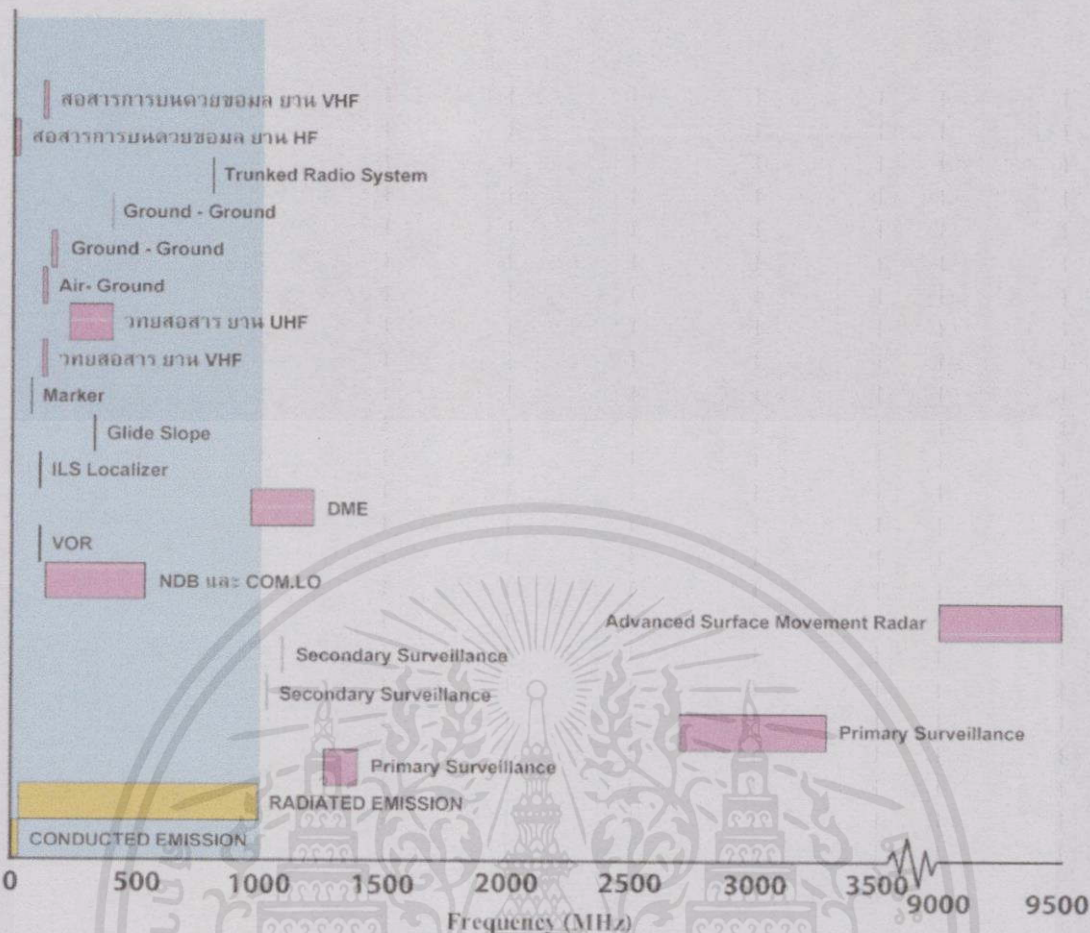 สอสารการบนดวยขอมล ยาน VHF
สอสารการบนดวยขอมล ยาน HF
Trunked Radio System
Ground - Ground
Ground - Ground
Air- Ground
วทยสอสาร ยาน UHF
วทยสอสาร ยาน VHF
Marker
Glide Slope
ILS Localizer
DME
VOR
NDB และ COM.LO
Advanced Surface Movement Radar
Secondary Surveillance
Secondary Surveillance
Primary Surveillance
Primary Surveillance
RADIATED EMISSION
CONDUCTED EMISSION
0 500 1000 1500 2000 2500 3000 3500 9000 9500
Frequency (MHz)